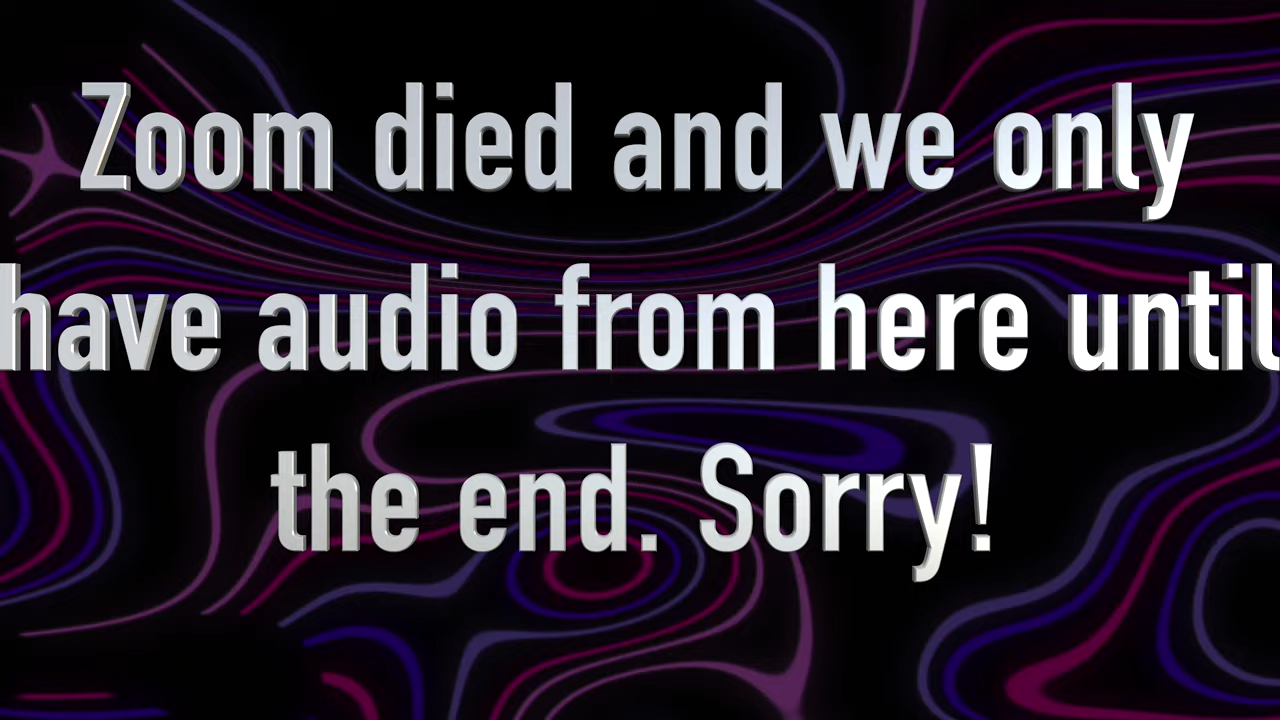 Zoom died and we only
have audio from here until
the end. Sorry!